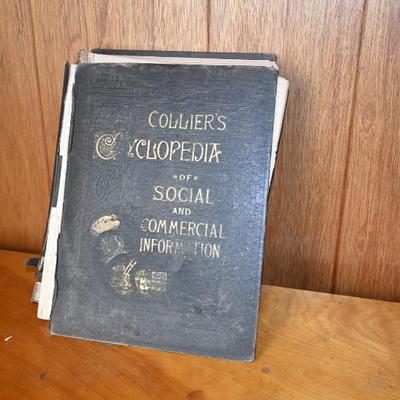 COLLIER'S
CYCLOPEDIA
OF
SOCIAL
AND
COMMERCIAL
INFORMATION